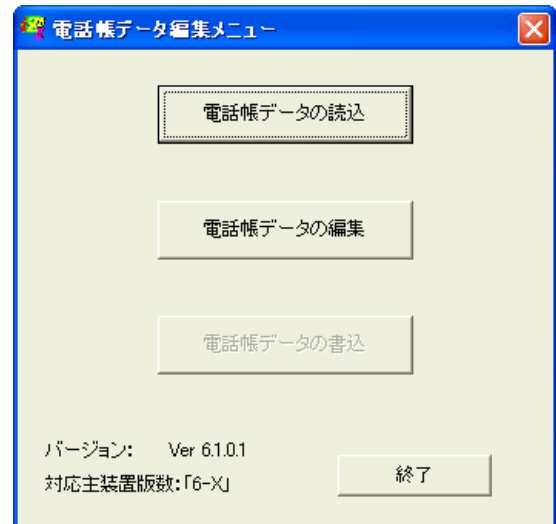 電話帳データ編集メニュー
電話帳データの読込
電話帳データの編集
電話帳データの書込
バージョン: Ver 6.1.0.1
対応主装置版数:「6-X」
終了